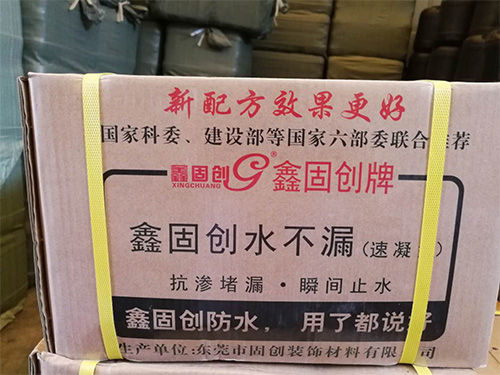 新配方效果更好
国家科委、建设部等国家六部委联合推荐
鑫固创® 鑫固创牌
XINGCHUANG
鑫固创水不漏(速凝
抗渗堵漏·瞬间止水
鑫固创防水，用了都说好
生产单位:东莞市固创装饰材料有限公司